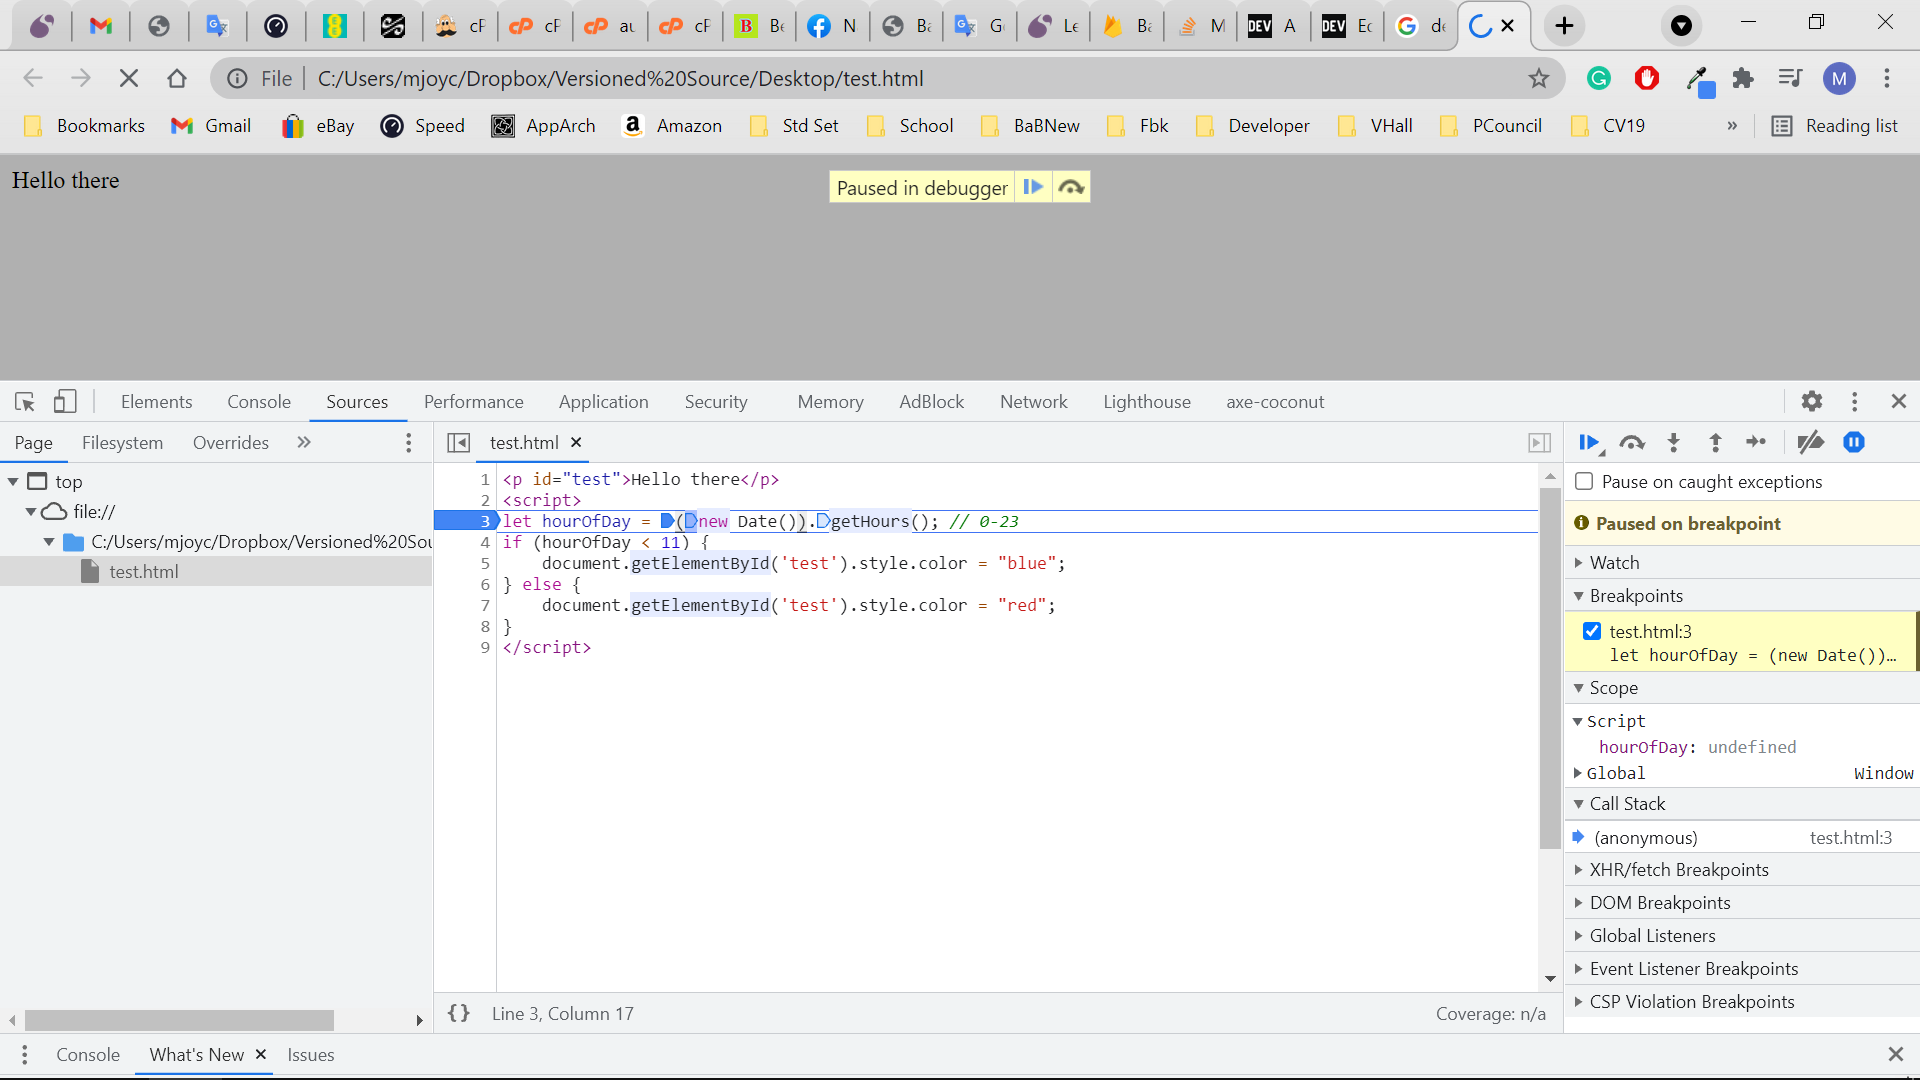 cF
cF
au
cF
B
Be
N
Ba
G
Le
Ba
M
DEV A
DEV Ec
de
File C:/Users/mjoyc/Dropbox/Versioned%20Source/Desktop/test.html
M
Bookmarks Gmail eBay Speed AppArch Amazon Std Set School BaBNew Fbk Developer VHall PCouncil CV19 » Reading list
Hello there
Paused in debugger
Elements Console Sources Performance Application Security Memory AdBlock Network Lighthouse axe-coconut
Page Filesystem Overrides »
test.html
Pause on caught exceptions
top
file://
C:/Users/mjoyc/Dropbox/Versioned%20Sou
test.html
1 <p id="test">Hello there</p>
2 <script>
3 let hourOfDay = (new Date()).getHours(); // 0-23
4 if (hourOfDay < 11) {
5 document.getElementById('test').style.color = "blue";
6 } else {
7 document.getElementById('test').style.color = "red";
8 }
9 </script>
Paused on breakpoint
Watch
Breakpoints
test.html:3
let hourOfDay = (new Date())…
Scope
Script
hourOfDay: undefined
Global Window
Call Stack
(anonymous) test.html:3
XHR/fetch Breakpoints
DOM Breakpoints
Global Listeners
Event Listener Breakpoints
CSP Violation Breakpoints
{} Line 3, Column 17 Coverage: n/a
Console What's New Issues